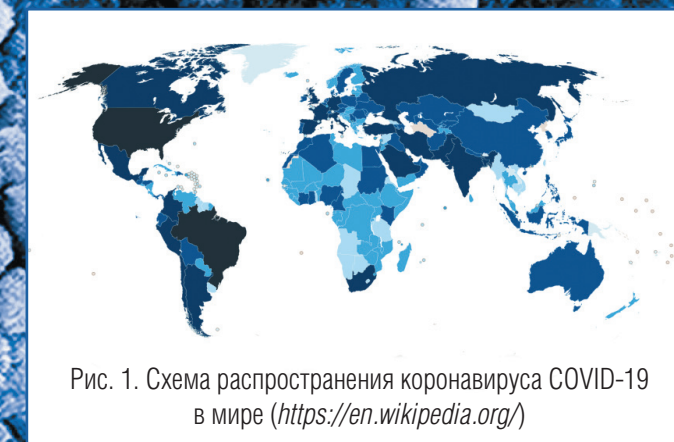 Рис. 1. Схема распространения коронавируса COVID-19
в мире (https://en.wikipedia.org/)